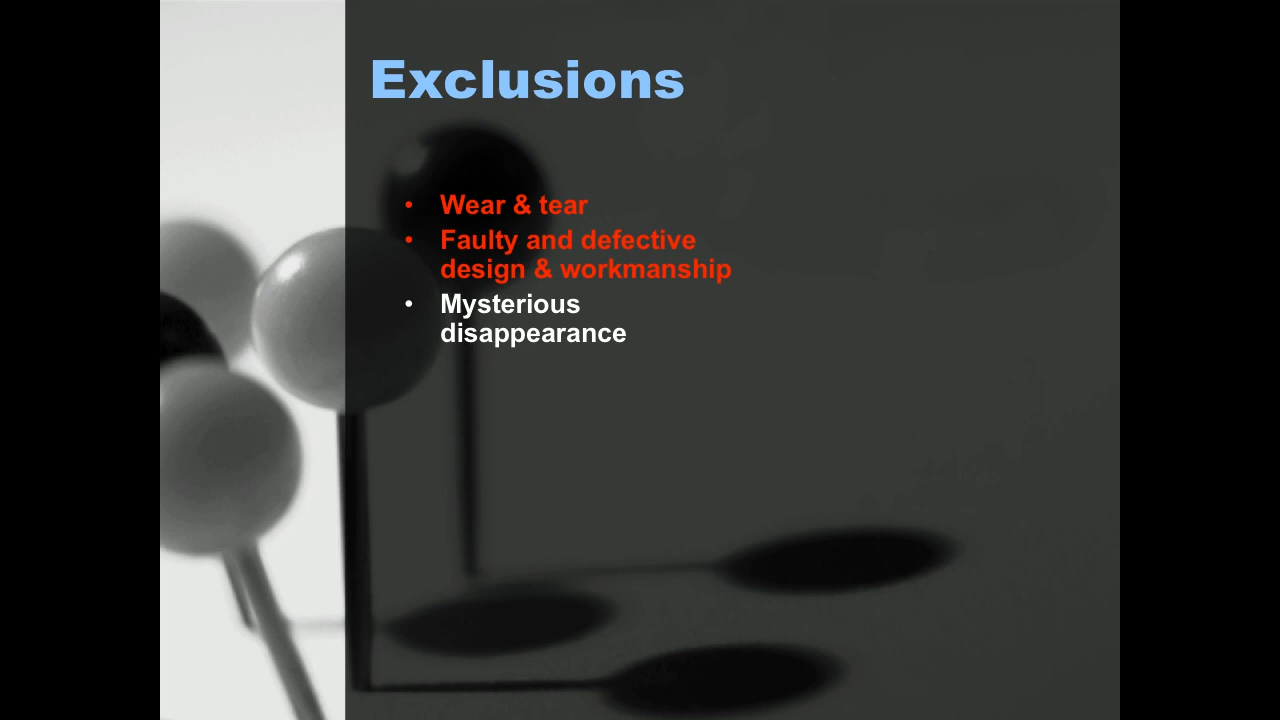 Exclusions
• Wear & tear
• Faulty and defective
design & workmanship
• Mysterious
disappearance